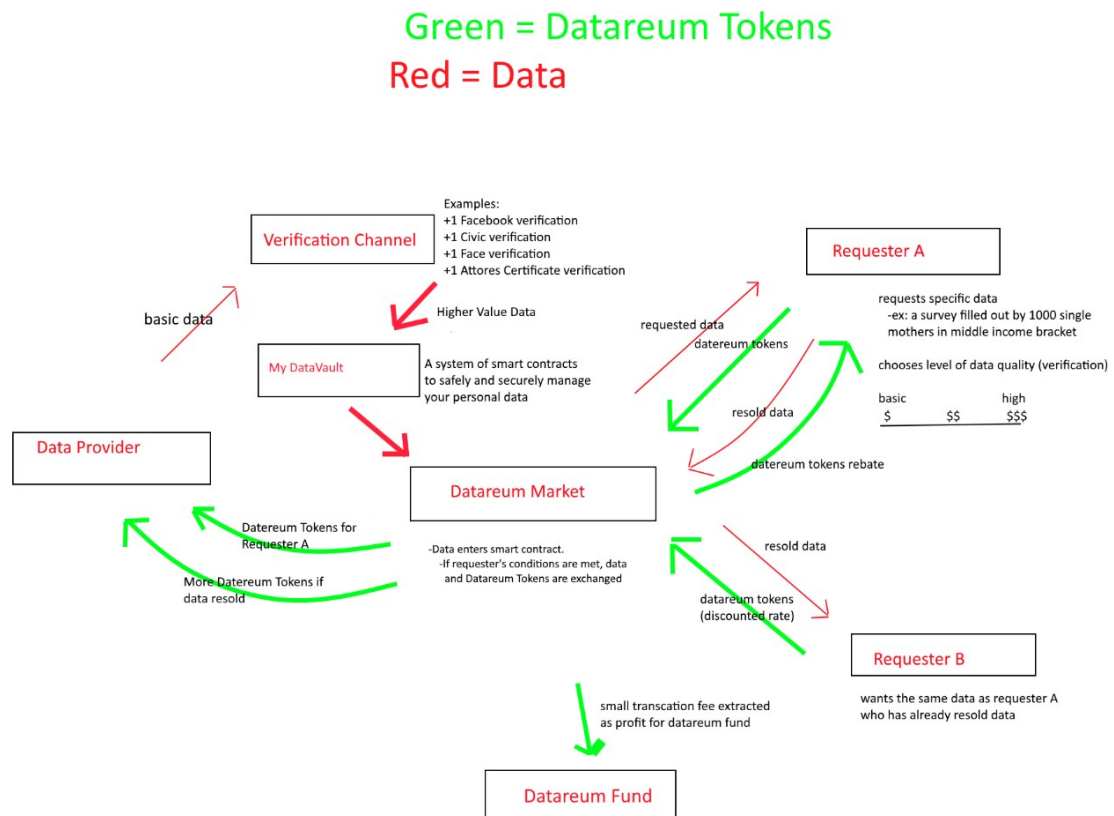 Green = Datareum Tokens
Red = Data
Examples:
+1 Facebook verification
+1 Civic verification
+1 Face verification
+1 Attores Certificate verification
Verification Channel
Requester A
basic data
Higher Value Data
requests specific data
-ex: a survey filled out by 1000 single
mothers in middle income bracket
chooses level of data quality (verification)
basic high
$ $$ $$$
requested data
datereum tokens
My DataVault
A system of smart contracts
to safely and securely manage
your personal data
resold data
datereum tokens rebate
Data Provider
Datareum Market
Datereum Tokens for
Requester A
More Datereum Tokens if
data resold
-Data enters smart contract.
-If requester's conditions are met, data
and Datareum Tokens are exchanged
resold data
datareum tokens
(discounted rate)
Requester B
wants the same data as requester A
who has already resold data
small transcation fee extracted
as profit for datareum fund
Datareum Fund